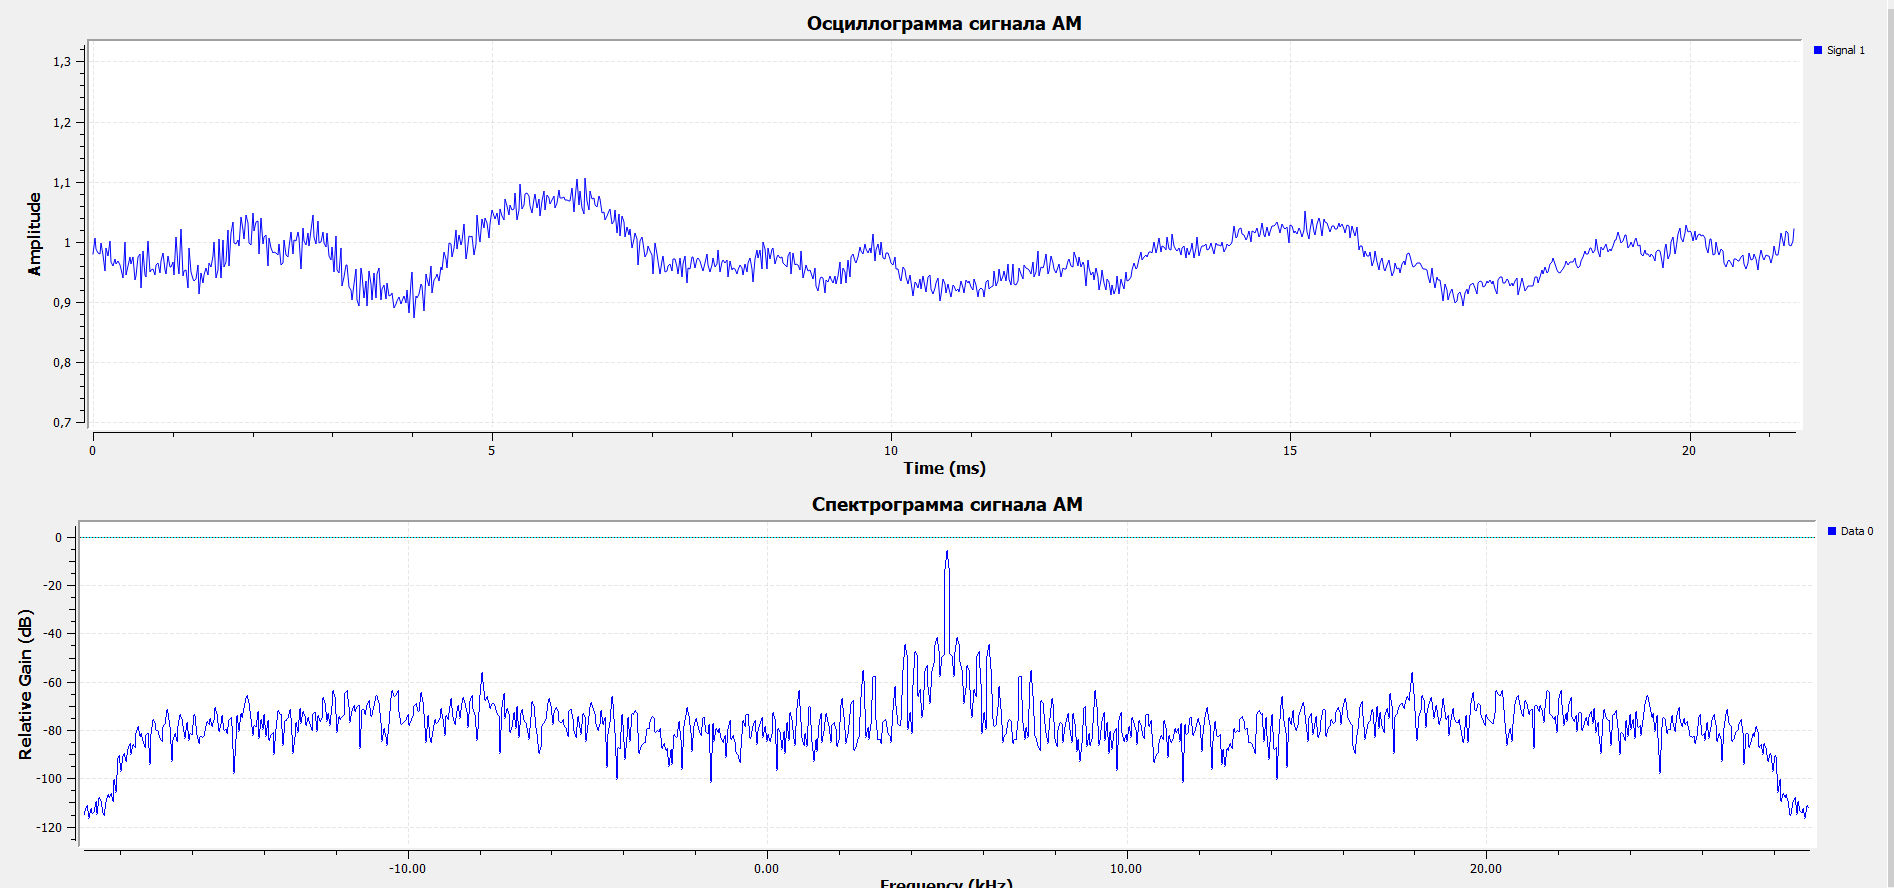 Осциллограмма сигнала AM
Signal 1
1,3
1,2
1,1
1
0,9
0,8
0,7
Amplitude
0
5
10
15
20
Time (ms)
Спектрограмма сигнала AM
Data 0
0
-20
-40
-60
-80
-100
-120
Relative Gain (dB)
-10.00
0.00
10.00
20.00
Frequency (kHz)